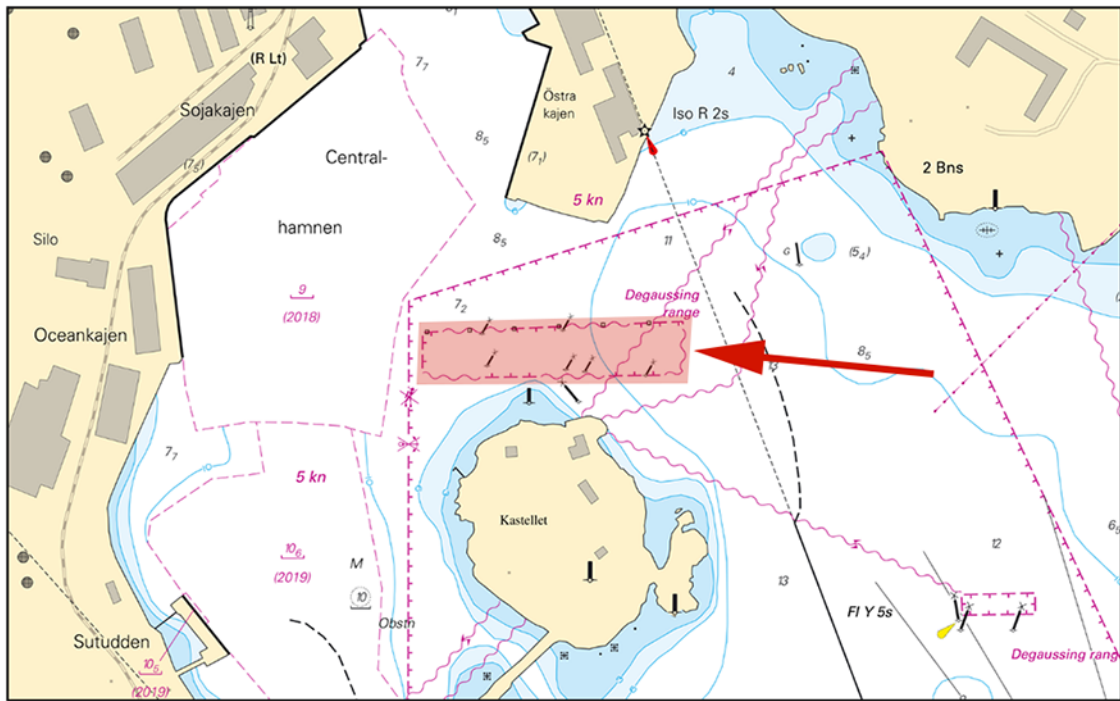 (R Lt)
Sojakajen
(7₅)
Silo
Oceankajen
Sutudden
10₅
(2019)
Central-
hamnen
9
(2018)
7₇
8₅
8₅
Östra
kajen
(7₁)
5 kn
Iso R 2s
4
11
7₂
Degaussing
range
G
(5₄)
2 Bns
8₅
13
7₇
5 kn
10₆
(2019)
M
10
Obstn
Kastellet
13
12
Fl Y 5s
6₅
Degaussing range